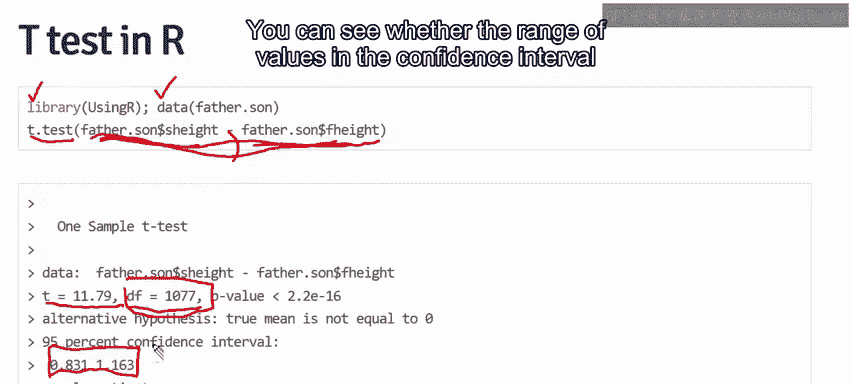 T test in R
You can see whether the range of
values in the confidence interval
library(UsingR); data(father.son)
t.test(father.son$sheight - father.son$fheight)
>
> One Sample t-test
>
> data: father.son$sheight - father.son$fheight
> t = 11.79, df = 1077, p-value < 2.2e-16
> alternative hypothesis: true mean is not equal to 0
> 95 percent confidence interval:
> 0.831 1.163